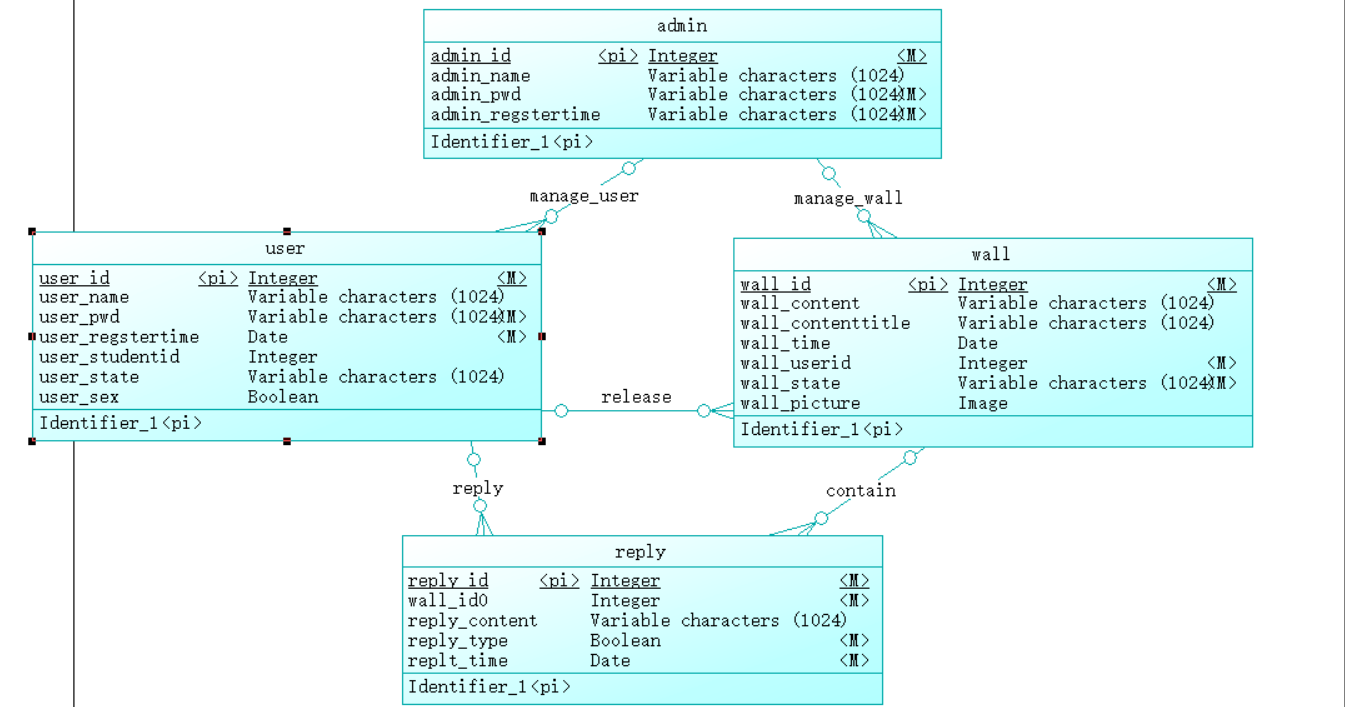 admin
admin_id <pi> Integer <M>
admin_name Variable characters (1024)
admin_pwd Variable characters (1024) <M>
admin_regstertime Variable characters (1024) <M>
Identifier_1 <pi>
manage_user
manage_wall
user
user_id <pi> Integer <M>
user_name Variable characters (1024)
user_pwd Variable characters (1024) <M>
user_regstertime Date <M>
user_studentid Integer
user_state Variable characters (1024)
user_sex Boolean
Identifier_1 <pi>
wall
wall_id <pi> Integer <M>
wall_content Variable characters (1024)
wall_contenttitle Variable characters (1024)
wall_time Date
wall_userid Integer <M>
wall_state Variable characters (1024) <M>
wall_picture Image
Identifier_1 <pi>
release
reply
contain
reply
reply_id <pi> Integer <M>
wall_id0 Integer <M>
reply_content Variable characters (1024)
reply_type Boolean <M>
replt_time Date <M>
Identifier_1 <pi>